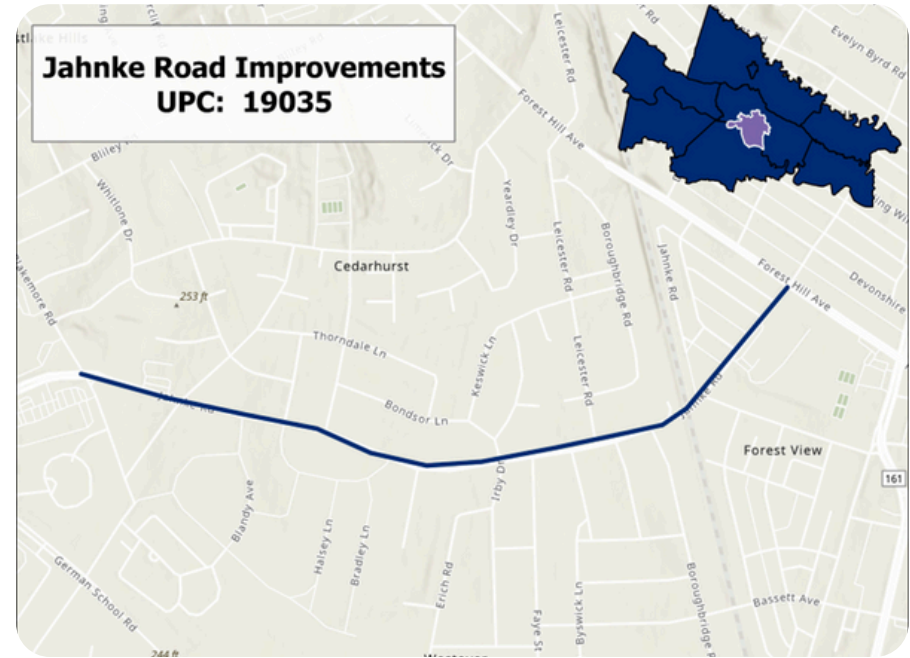 Jahnke Road Improvements
UPC: 19035
Leicester Rd
Evelyn Byrd Rd
Forest Hill Ave
Whitlone Dr
Yeardley Dr
Cedarhurst
Leicester Rd
Boroughbridge Rd
Jahnke Rd
Forest Hill Ave
Devonshire
253 ft
Thorndale Ln
Keswick Ln
Leicester Rd
Jahnke Rd
Jahnke Rd
Bondsor Ln
Forest View
161
Irby Dr
Blandy Ave
Halsey Ln
Bradley Ln
German School Rd
Erich Rd
Faye St
Byswick Ln
Boroughbridge R
Bassett Ave
244 ft